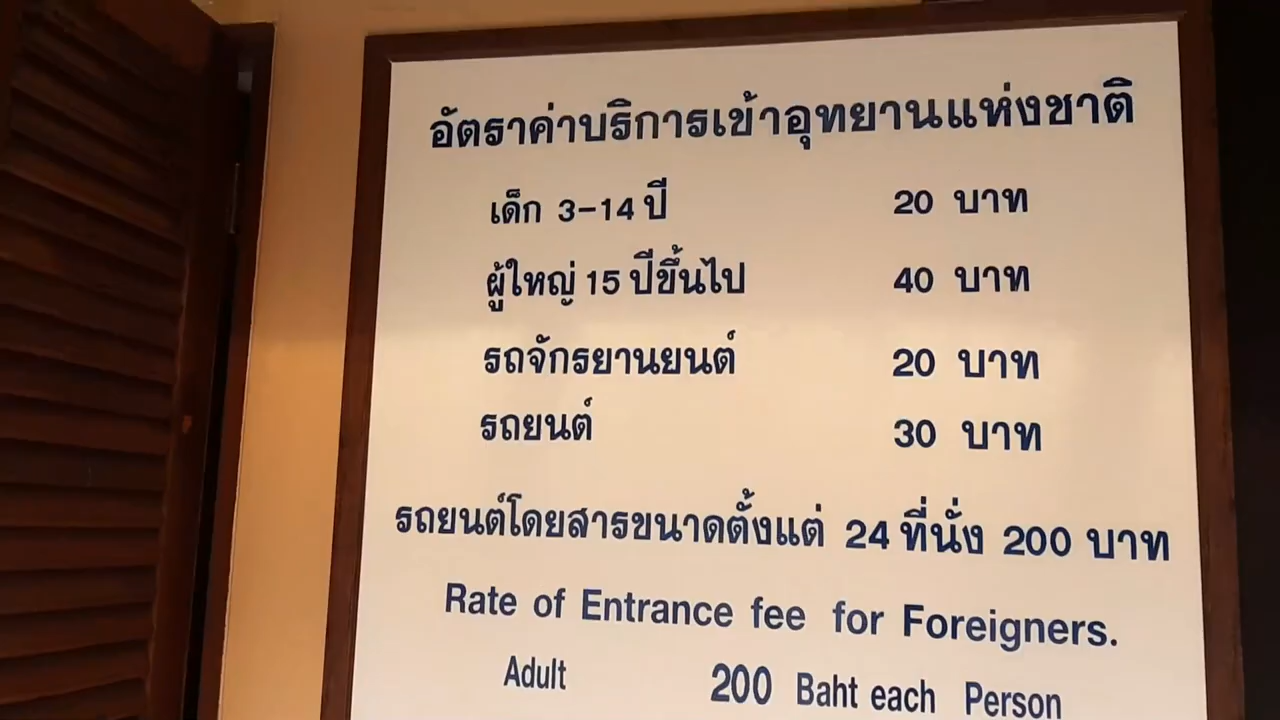 อัตราค่าบริการเข้าอุทยานแห่งชาติ
เด็ก 3-14 ปี 20 บาท
ผู้ใหญ่ 15 ปีขึ้นไป 40 บาท
รถจักรยานยนต์ 20 บาท
รถยนต์ 30 บาท
รถยนต์โดยสารขนาดตั้งแต่ 24 ที่นั่ง 200 บาท
Rate of Entrance fee for Foreigners.
Adult 200 Baht each Person